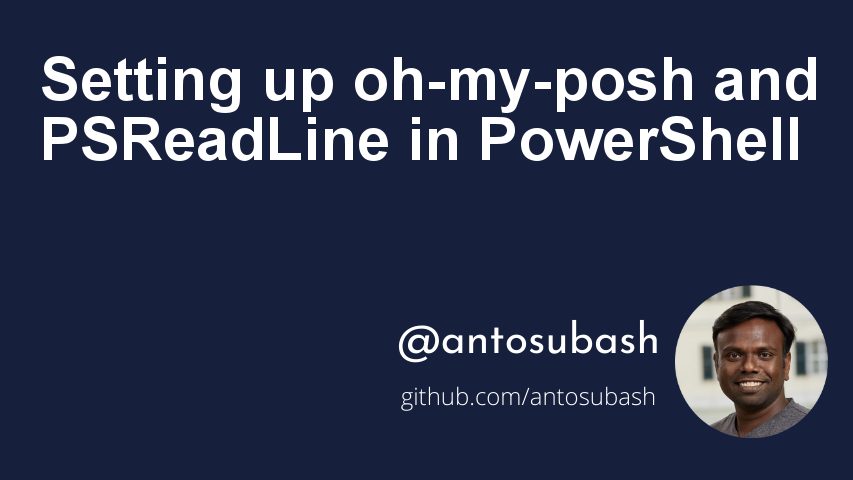 Setting up oh-my-posh and
PSReadLine in PowerShell
@antosubash
github.com/antosubash